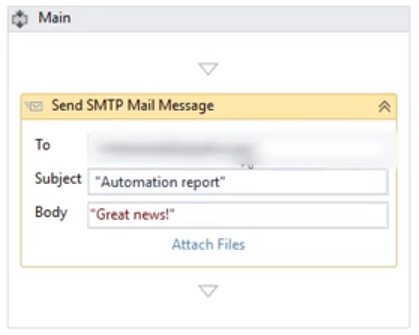 Main
Send SMTP Mail Message
To
Subject "Automation report"
Body "Great news!"
Attach Files